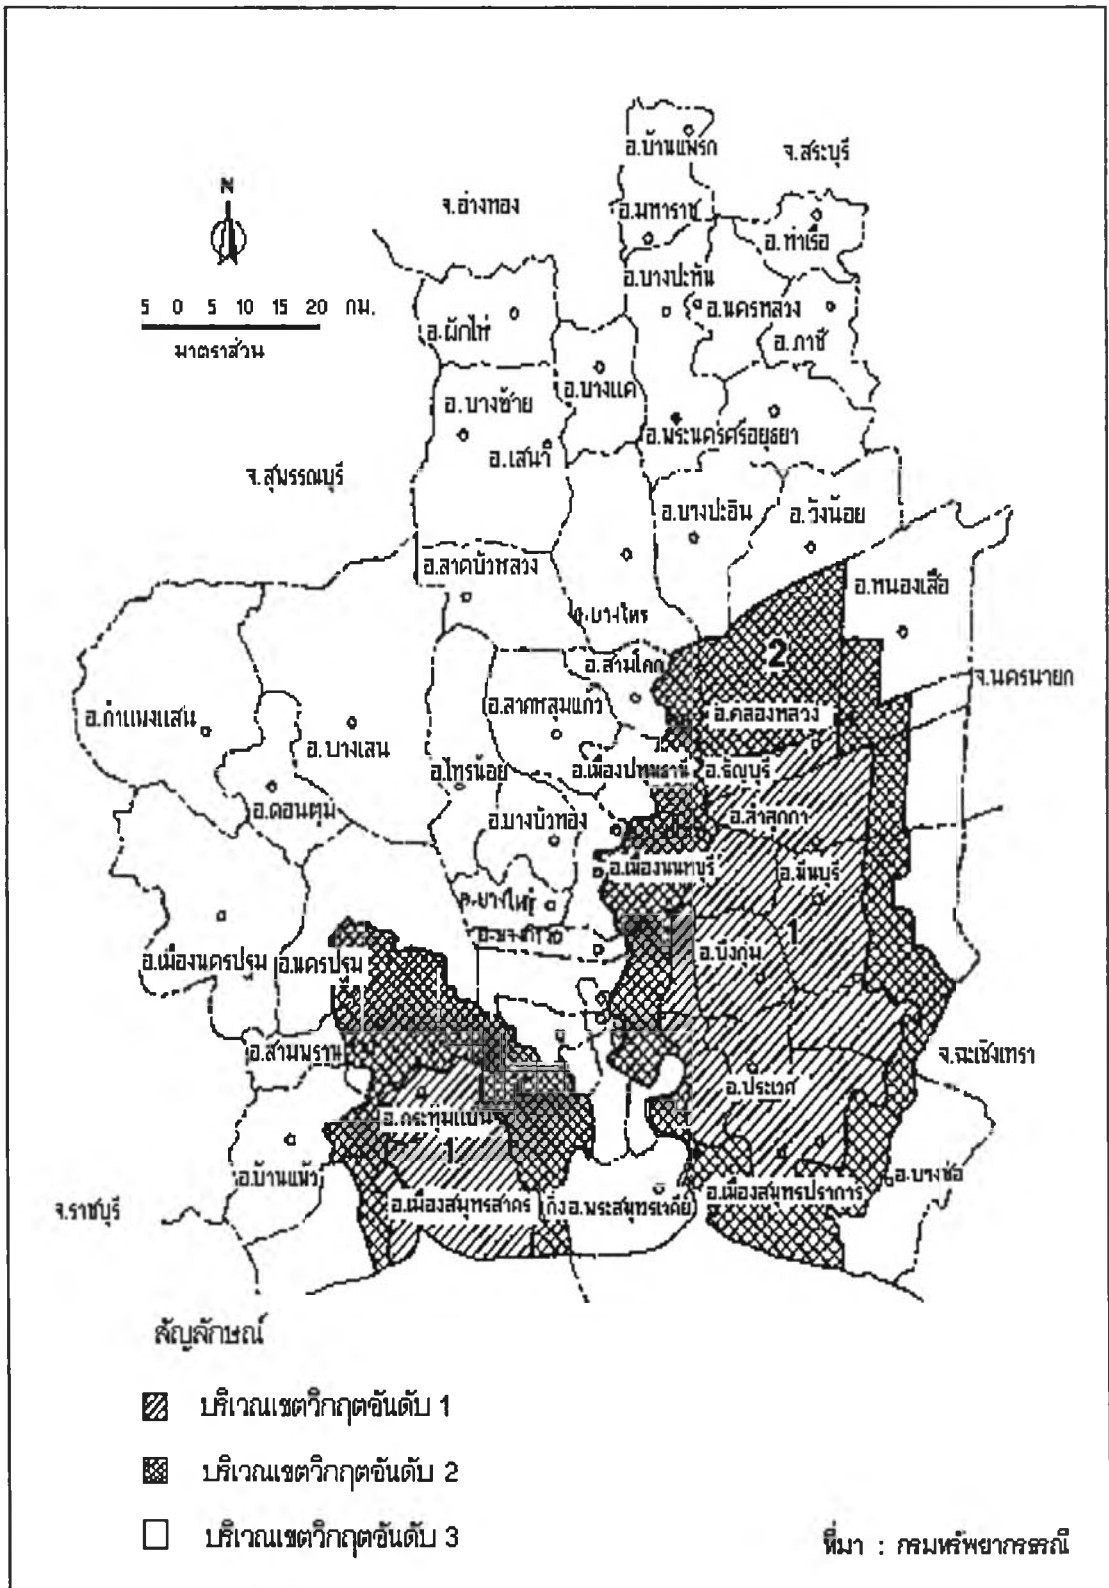 อ.บ้านแพรก
จ.สระบุรี
จ.อ่างทอง
N
อ.มหาราช
อ.ท่าเรือ
อ.บางปะหัน
5 0 5 10 15 20 กม.
มาตราส่วน
อ.นครหลวง
อ.ผักไห่
อ.ภาชี
อ.บางซ้าย
อ.พระนครศรีอยุธยา
อ.เสนา
จ.สุพรรณบุรี
อ.บางปะอิน
อ.วังน้อย
อ.ลาดบัวหลวง
อ.หนองเสือ
อ.บางไทร
อ.สามโคก
2
จ.นครนายก
อ.กำแพงแสน
อ.ลาดหลุมแก้ว
อ.คลองหลวง
อ.บางเลน
อ.ไทรน้อย
อ.เมืองปทุมธานี
อ.ธัญบุรี
อ.ดอนตูม
อ.บางบัวทอง
อ.ลำลูกกา
อ.เมืองนนทบุรี
อ.มีนบุรี
อ.บางใหญ่
1
อ.เมืองนครปฐม
อ.นครปฐม
อ.บึงกุ่ม
อ.สามพราน
จ.ฉะเชิงเทรา
อ.ประเวศ
อ.กระทุ่มแบน
1
อ.บ้านแพ้ว
อ.เมืองสมุทรสาคร
กิ่งอ.พระสมุทรเจดีย์
อ.เมืองสมุทรปราการ
จ.ราชบุรี
สัญลักษณ์
บริเวณเขตวิกฤตอันดับ 1
บริเวณเขตวิกฤตอันดับ 2
บริเวณเขตวิกฤตอันดับ 3
ที่มา : กรมทรัพยากรธรณี